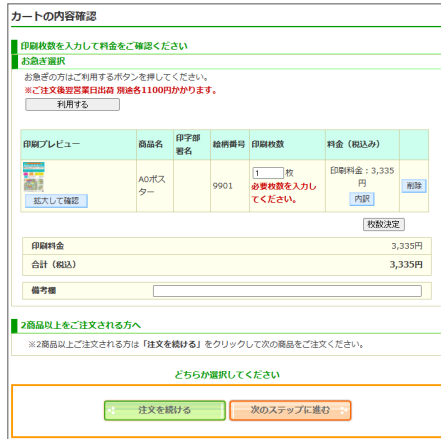 カートの内容確認
印刷枚数を入力して料金をご確認ください
お急ぎ選択
お急ぎの方はご利用するボタンを押してください。
※ご注文後翌営業日出荷 別途各1100円かかります。
利用する
印刷プレビュー 商品名 印字部署名 絵柄番号 印刷枚数 料金（税込み）
拡大して確認 A0ポスター 9901 1 枚 必要枚数を入力してください。 印刷料金：3,335円 内訳 削除
枚数決定
印刷料金 3,335円
合計（税込） 3,335円
備考欄
2商品以上をご注文される方へ
※2商品以上ご注文される方は「注文を続ける」をクリックして次の商品をご注文ください。
どちらか選択してください
注文を続ける 次のステップに進む